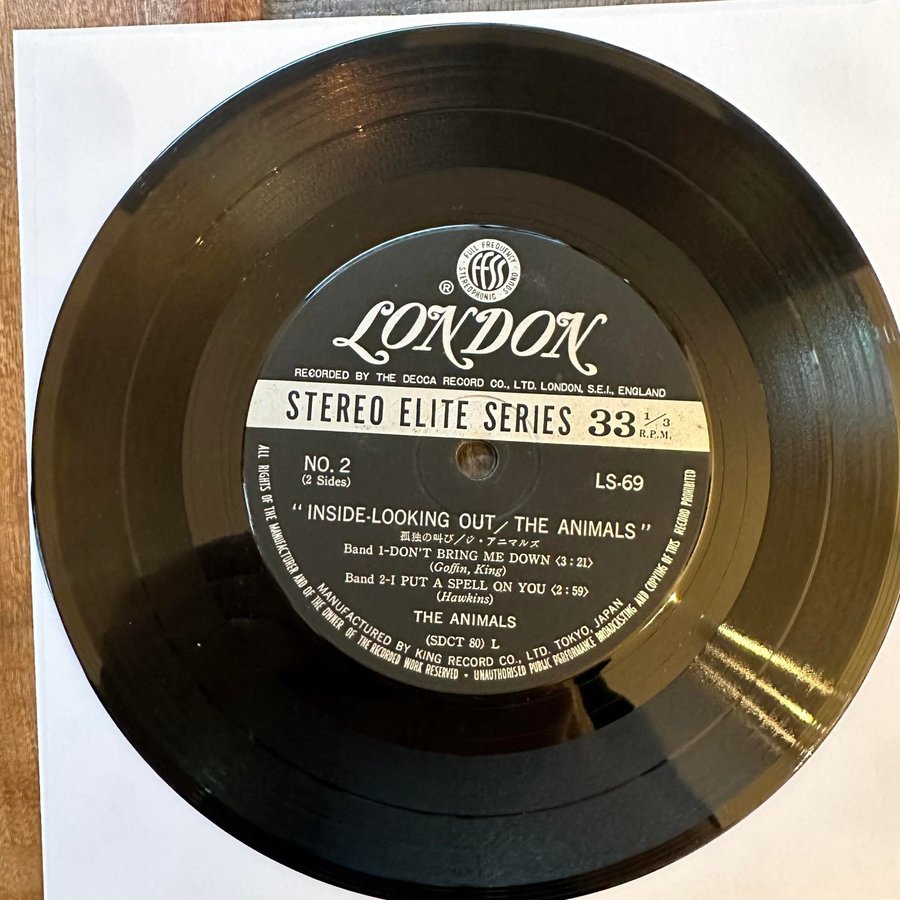 FULL FREQUENCY
ffss
STEREOPHONIC · SOUND
®
LONDON
RECORDED BY THE DECCA RECORD CO., LTD. LONDON, S.E.I., ENGLAND
STEREO ELITE SERIES 33 1/3
R.P.M.
NO. 2
(2 Sides)
LS-69
“INSIDE-LOOKING OUT/THE ANIMALS”
孤独の叫び/ジ・アニマルズ
Band 1-DON'T BRING ME DOWN〈3:21〉
(Goffin, King)
Band 2-I PUT A SPELL ON YOU〈2:59〉
(Hawkins)
THE ANIMALS
(SDCT 80) L
MANUFACTURED BY KING RECORD CO., LTD. TOKYO, JAPAN
ALL RIGHTS OF THE MANUFACTURER AND OF THE OWNER OF THE RECORDED WORK RESERVED · UNAUTHORISED PUBLIC PERFORMANCE BROADCASTING AND COPYING OF THIS RECORD PROHIBITED